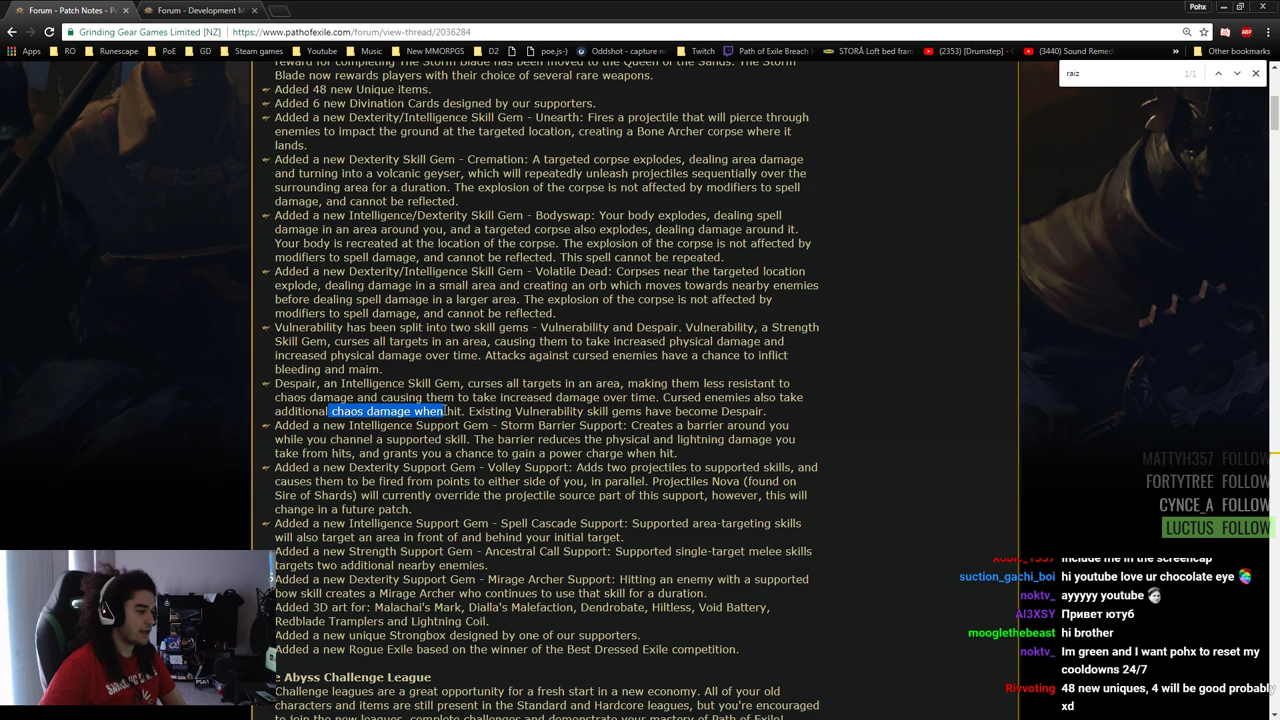 Forum - Patch Notes -
Forum - Development M
Pohx
Grinding Gear Games Limited [NZ]
https://www.pathofexile.com/forum/view-thread/2036284
Apps
RO
Runescape
PoE
GD
Steam games
Youtube
Music
New MMORPGS
D2
poe.js-)
Oddshot - capture m
Twitch
Path of Exile Breach
STORÅ Loft bed fram
(2353) [Drumstep] -
(3440) Sound Remed
Other bookmarks
raiz
1/1
reward for completing The Storm Blade has been moved to the Queen of the Sands. The Storm
Blade now rewards players with their choice of several rare weapons.
Added 48 new Unique items.
Added 6 new Divination Cards designed by our supporters.
Added a new Dexterity/Intelligence Skill Gem - Unearth: Fires a projectile that will pierce through
enemies to impact the ground at the targeted location, creating a Bone Archer corpse where it
lands.
Added a new Dexterity Skill Gem - Cremation: A targeted corpse explodes, dealing area damage
and turning into a volcanic geyser, which will repeatedly unleash projectiles sequentially over the
surrounding area for a duration. The explosion of the corpse is not affected by modifiers to spell
damage, and cannot be reflected.
Added a new Intelligence/Dexterity Skill Gem - Bodyswap: Your body explodes, dealing spell
damage in an area around you, and a targeted corpse also explodes, dealing damage around it.
Your body is recreated at the location of the corpse. The explosion of the corpse is not affected by
modifiers to spell damage, and cannot be reflected. This spell cannot be repeated.
Added a new Dexterity/Intelligence Skill Gem - Volatile Dead: Corpses near the targeted location
explode, dealing damage in a small area and creating an orb which moves towards nearby enemies
before dealing spell damage in a larger area. The explosion of the corpse is not affected by
modifiers to spell damage, and cannot be reflected.
Vulnerability has been split into two skill gems - Vulnerability and Despair. Vulnerability, a Strength
Skill Gem, curses all targets in an area, causing them to take increased physical damage and
increased physical damage over time. Attacks against cursed enemies have a chance to inflict
bleeding and maim.
Despair, an Intelligence Skill Gem, curses all targets in an area, making them less resistant to
chaos damage and causing them to take increased damage over time. Cursed enemies also take
additional chaos damage when hit. Existing Vulnerability skill gems have become Despair.
Added a new Intelligence Support Gem - Storm Barrier Support: Creates a barrier around you
while you channel a supported skill. The barrier reduces the physical and lightning damage you
take from hits, and grants you a chance to gain a power charge when hit.
Added a new Dexterity Support Gem - Volley Support: Adds two projectiles to supported skills, and
causes them to be fired from points to either side of you, in parallel. Projectiles Nova (found on
Sire of Shards) will currently override the projectile source part of this support, however, this will
change in a future patch.
Added a new Intelligence Support Gem - Spell Cascade Support: Supported area-targeting skills
will also target an area in front of and behind your initial target.
Added a new Strength Support Gem - Ancestral Call Support: Supported single-target melee skills
targets two additional nearby enemies.
Added a new Dexterity Support Gem - Mirage Archer Support: Hitting an enemy with a supported
bow skill creates a Mirage Archer who continues to use that skill for a duration.
Added 3D art for: Malachai's Mark, Dialla's Malefaction, Dendrobate, Hiltless, Void Battery,
Redblade Tramplers and Lightning Coil.
Added a new unique Strongbox designed by one of our supporters.
Added a new Rogue Exile based on the winner of the Best Dressed Exile competition.
e Abyss Challenge League
Challenge leagues are a great opportunity for a fresh start in a new economy. All of your old
characters and items are still present in the Standard and Hardcore leagues, but you're encouraged
to join the new leagues, complete challenges and demonstrate your mastery of Path of Exile!
MATTYH357 FOLLOW
FORTYTREE FOLLOW
CYNCE_A FOLLOW
LUCTUS FOLLOW
include me in the screencap
suction_gachi_boi hi youtube love ur chocolate eye
noktv_ ayyyyy youtube
Al3XSY Привет ютуб
mooglethebeast hi brother
noktv_ Im green and I want pohx to reset my
cooldowns 24/7
Rivvoting 48 new uniques, 4 will be good probably
xd